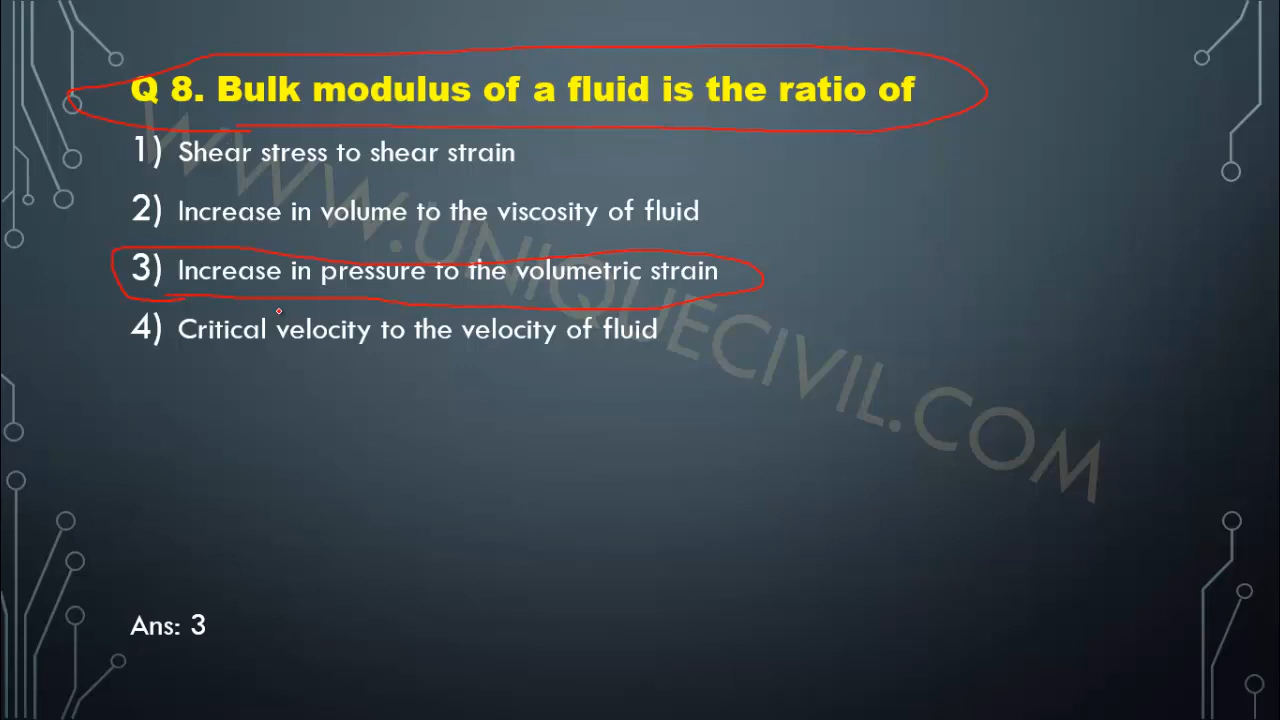 Q 8. Bulk modulus of a fluid is the ratio of
1) Shear stress to shear strain
2) Increase in volume to the viscosity of fluid
3) Increase in pressure to the volumetric strain
4) Critical velocity to the velocity of fluid
WWW.UNIQUECIVIL.COM
Ans: 3